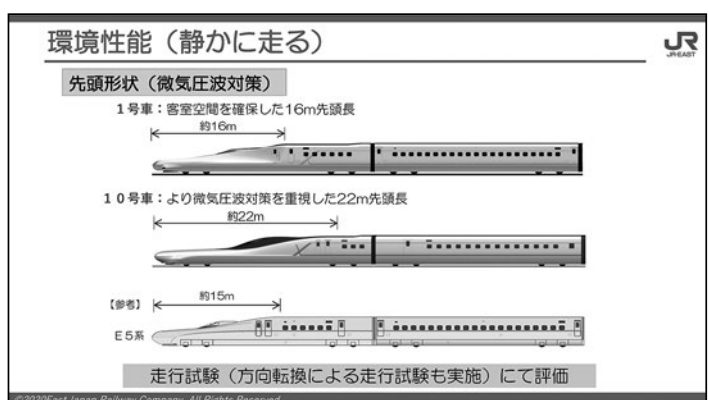 環境性能（静かに走る）
JR
JR-EAST
先頭形状（微気圧波対策）
1号車：客室空間を確保した16m先頭長
約16m
10号車：より微気圧波対策を重視した22m先頭長
約22m
【参考】
約15m
E5系
走行試験（方向転換による走行試験も実施）にて評価
©2020East Japan Railway Company. All Rights Reserved.